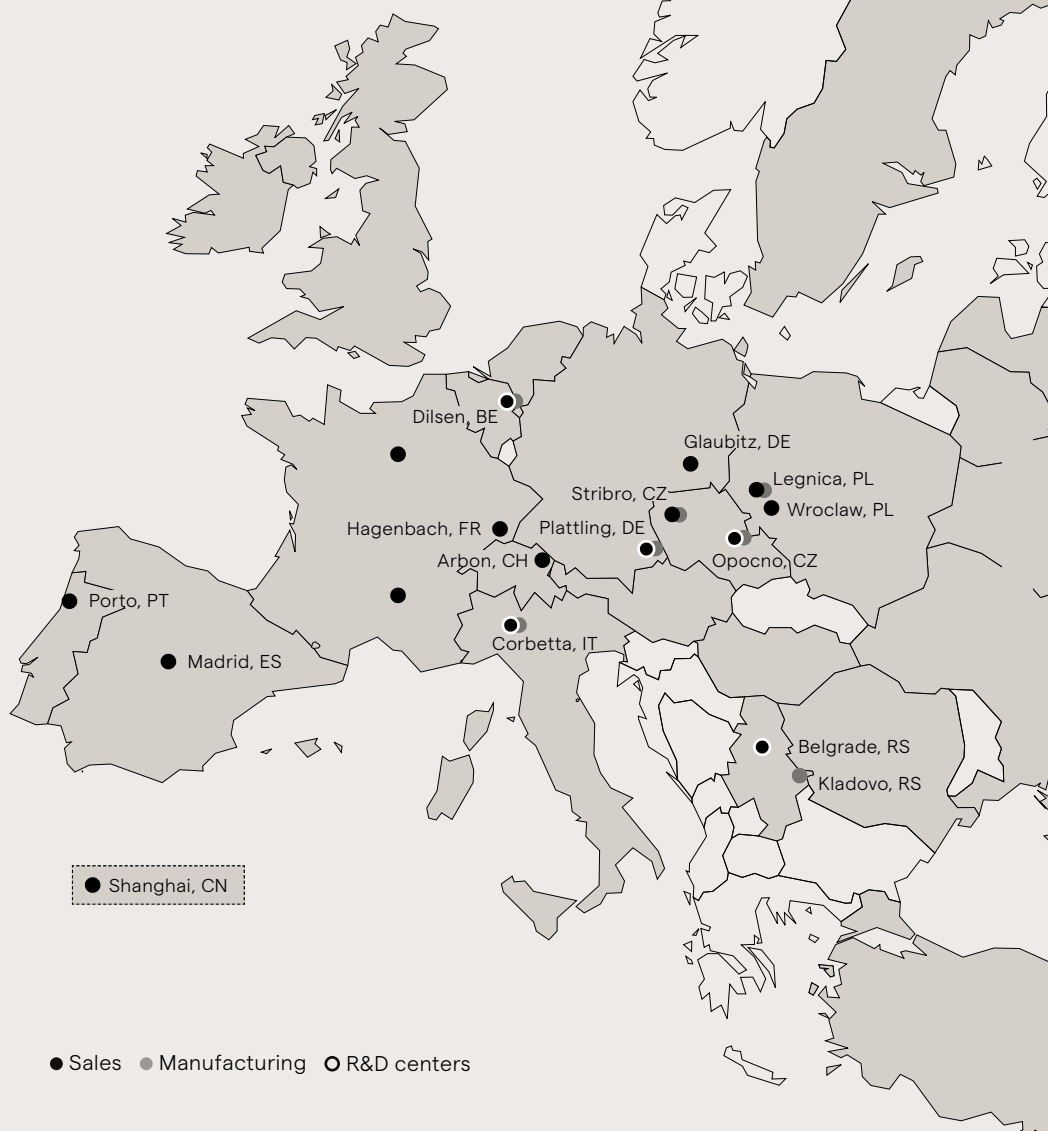 Dilsen, BE
Glaubitz, DE
Legnica, PL
Stribro, CZ
Wroclaw, PL
Hagenbach, FR
Plattling, DE
Arbon, CH
Opocno, CZ
Porto, PT
Corbetta, IT
Madrid, ES
Belgrade, RS
Kladovo, RS
Shanghai, CN
Sales
Manufacturing
R&D centers